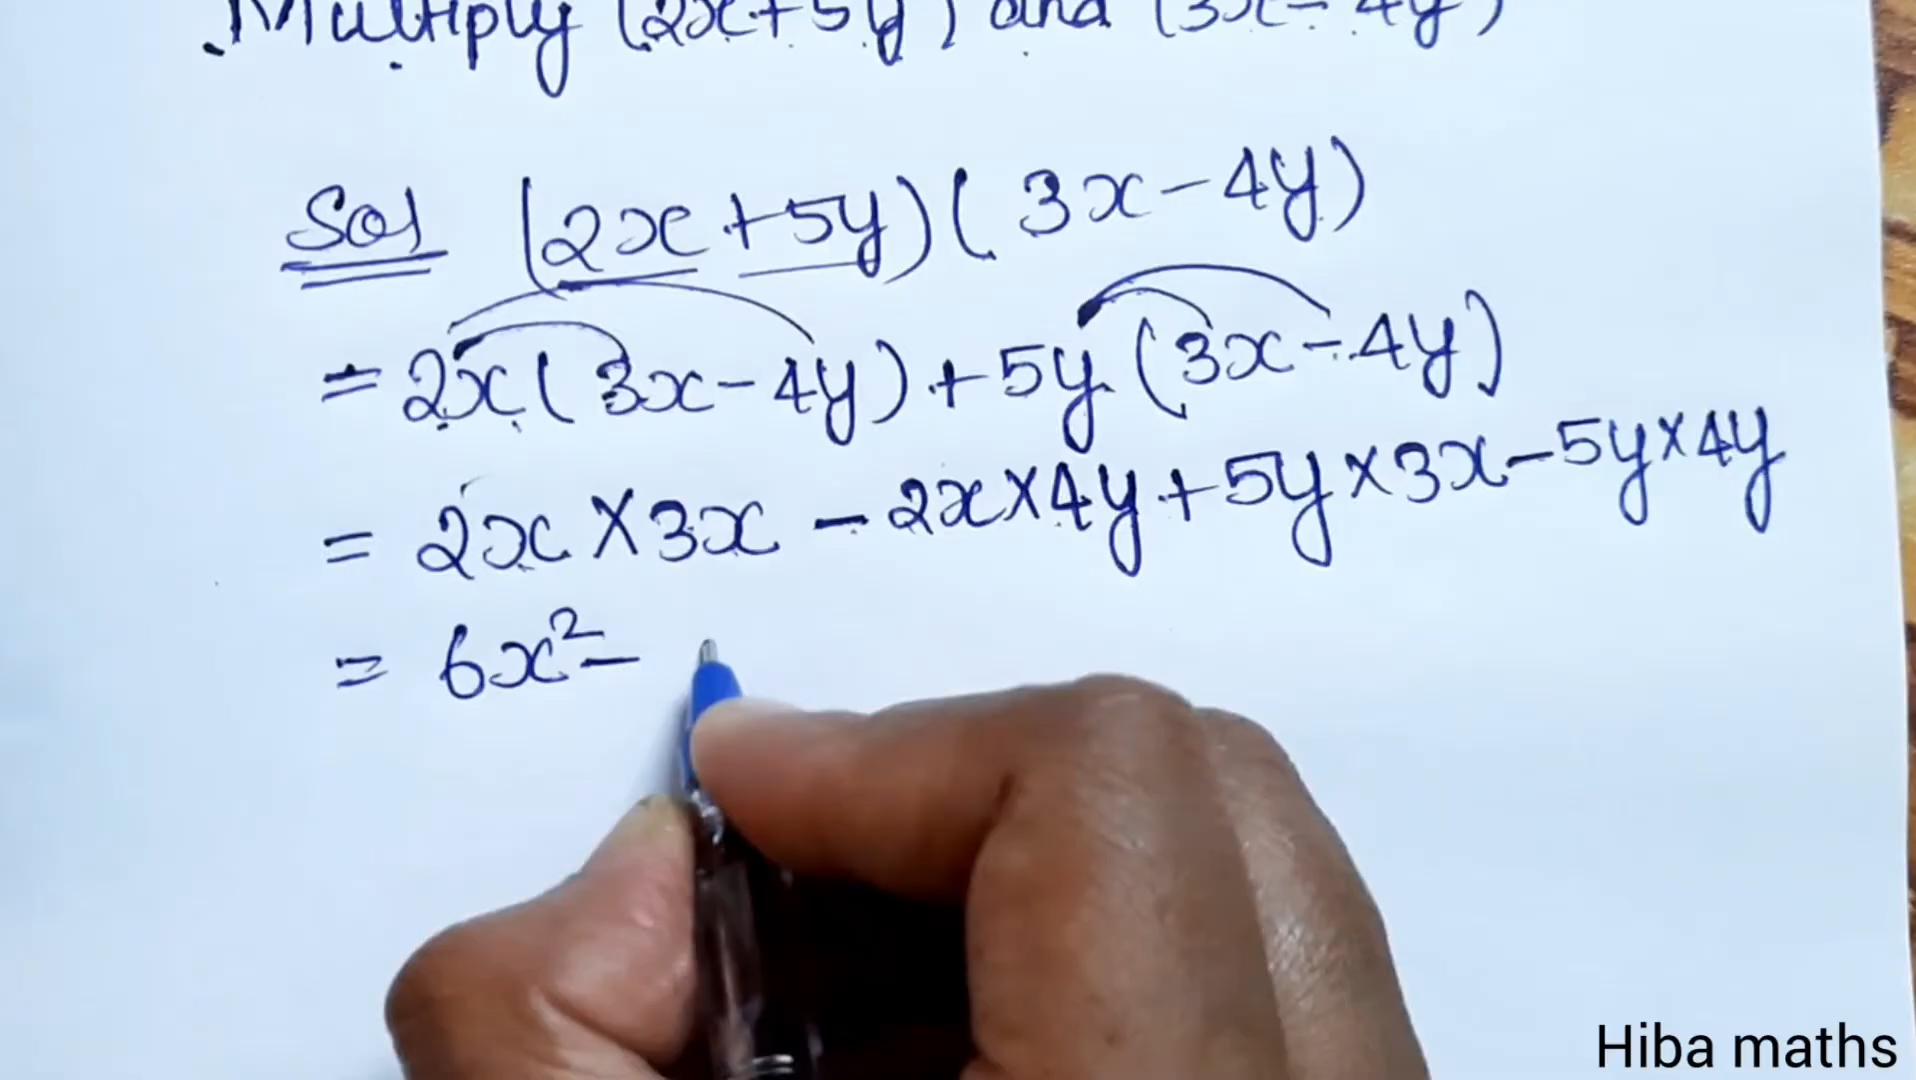 Multiply (2x+5y) and (3x-4y)
Sol (2x+5y)(3x-4y)
=2x(3x-4y)+5y(3x-4y)
= 2x×3x-2x×4y+5y×3x-5y×4y
= 6x²-
Hiba maths